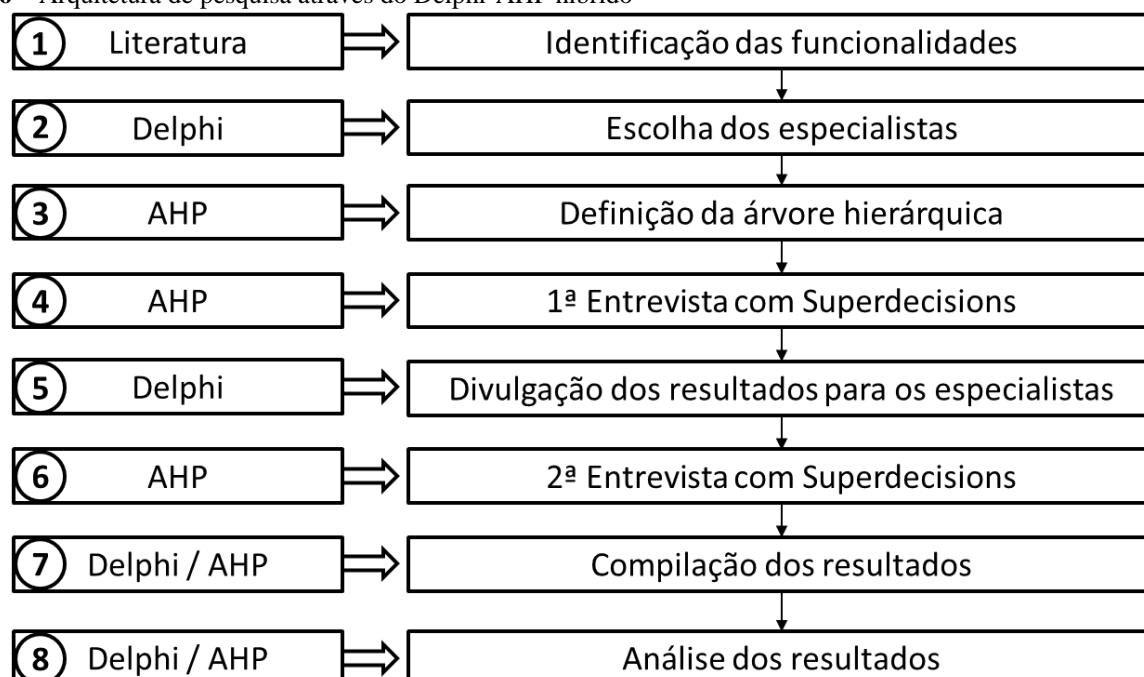 Arquitetura de pesquisa através do Delphi-AHP híbrido
1 Literatura Identificação das funcionalidades
2 Delphi Escolha dos especialistas
3 AHP Definição da árvore hierárquica
4 AHP 1ª Entrevista com Superdecisions
5 Delphi Divulgação dos resultados para os especialistas
6 AHP 2ª Entrevista com Superdecisions
7 Delphi / AHP Compilação dos resultados
8 Delphi / AHP Análise dos resultados